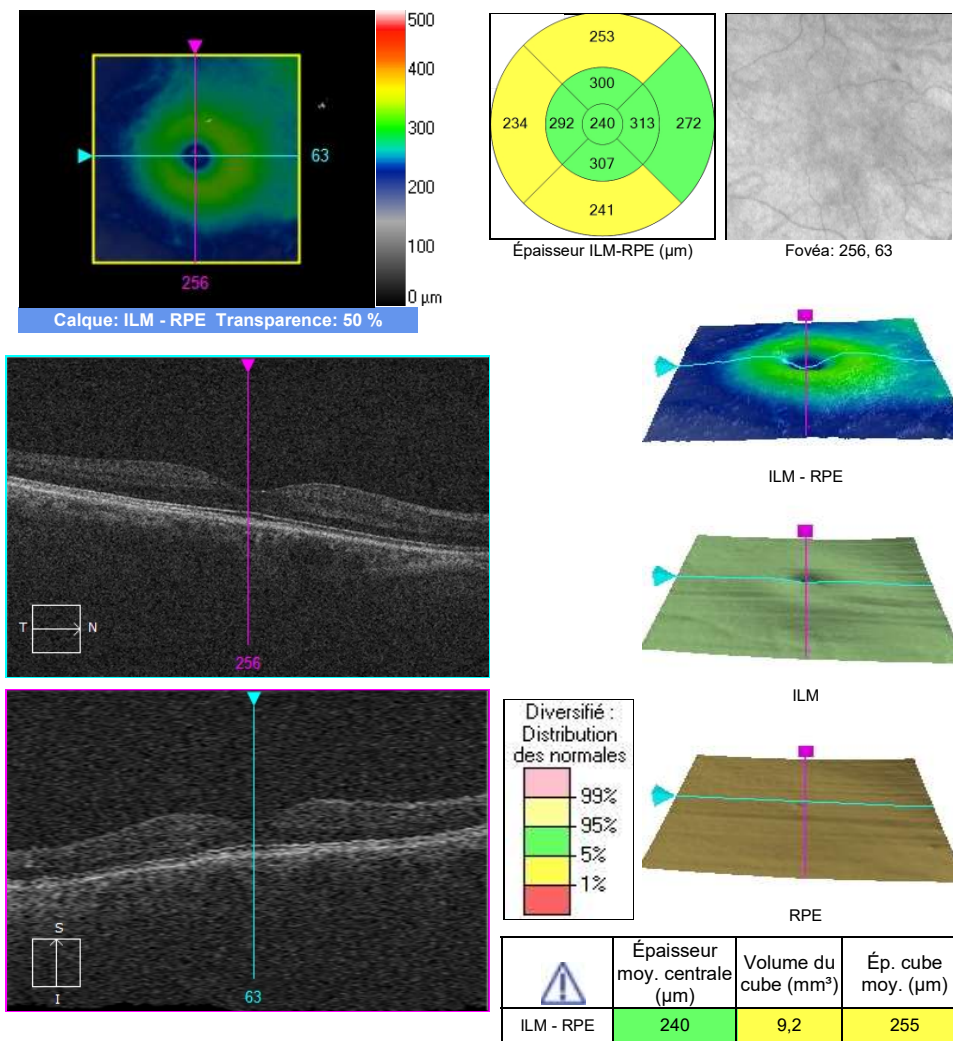 500
400
300
200
100
0 µm
63
256
Calque: ILM - RPE Transparence: 50 %
253
300
234
292
240
313
272
307
241
Épaisseur ILM-RPE (µm)
Fovéa: 256, 63
ILM - RPE
T
N
256
ILM
S
I
63
Diversifié :
Distribution
des normales
99%
95%
5%
1%
RPE
Épaisseur
moy. centrale
(µm)
Volume du
cube (mm³)
Ép. cube
moy. (µm)
ILM - RPE
240
9,2
255